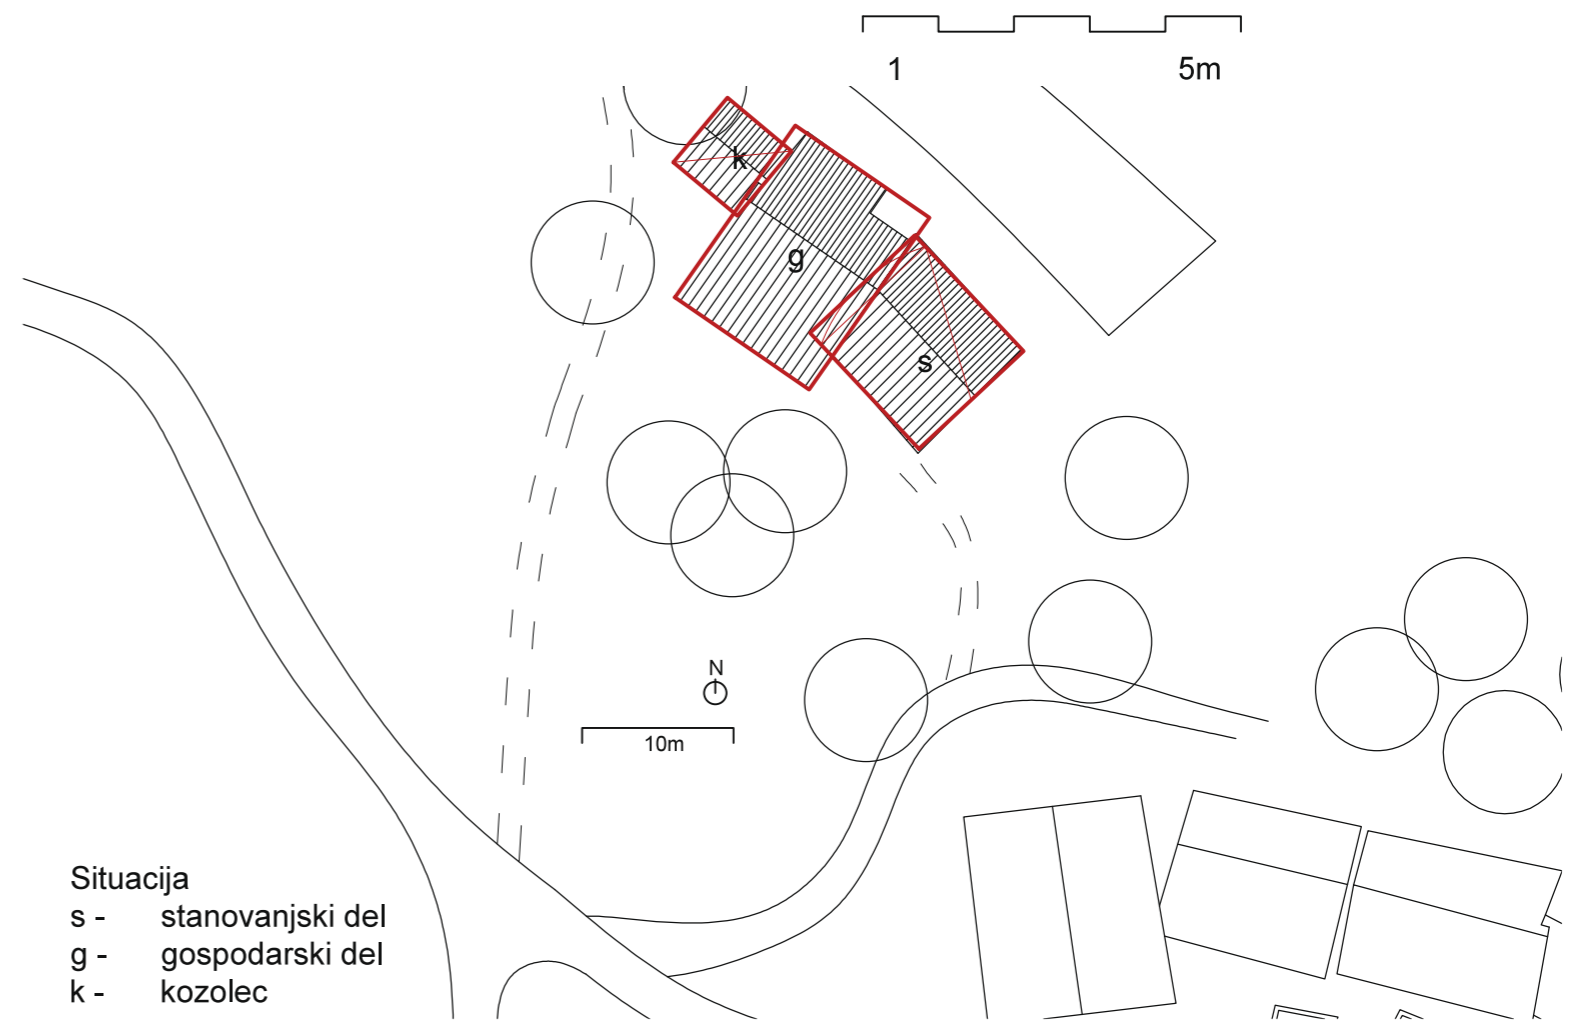 1 5m
k
g
s
N
10m
Situacija
s - stanovanjski del
g - gospodarski del
k - kozolec